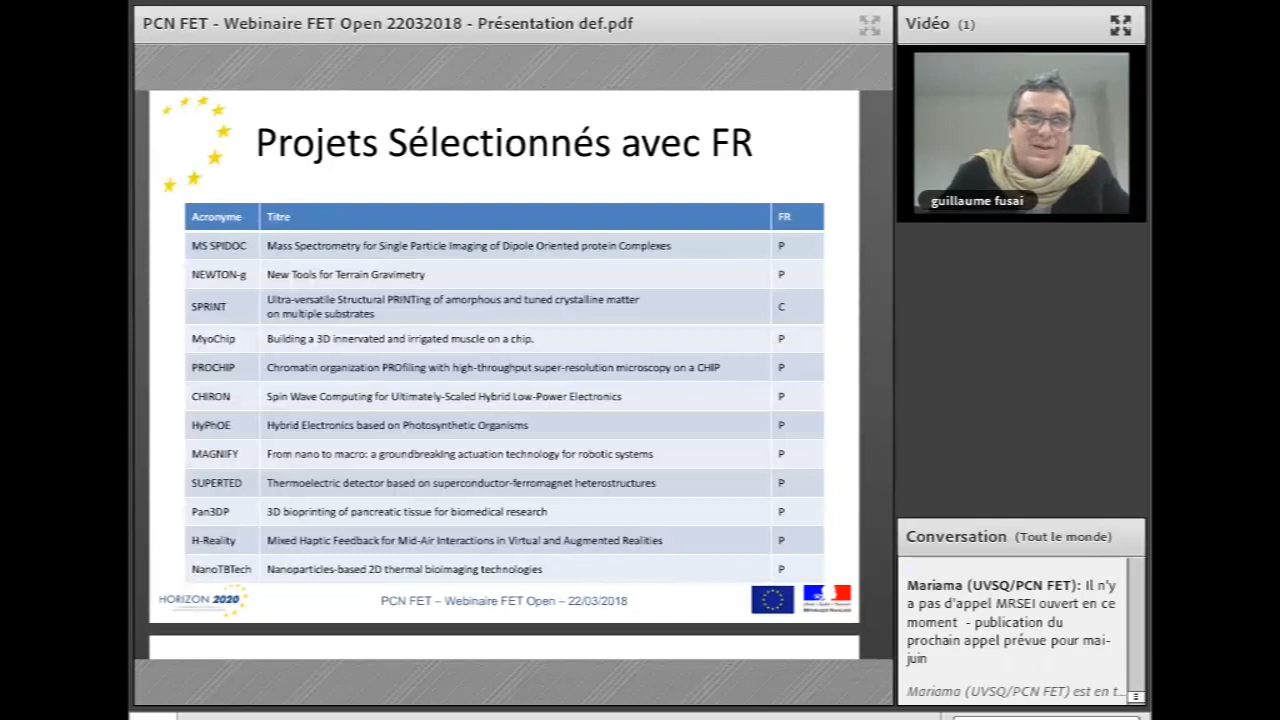 PCN FET - Webinaire FET Open 22032018 - Présentation def.pdf
Projets Sélectionnés avec FR
Acronyme Titre FR
MS SPIDOC Mass Spectrometry for Single Particle Imaging of Dipole Oriented protein Complexes P
NEWTON-g New Tools for Terrain Gravimetry P
SPRINT Ultra-versatile Structural PRINTing of amorphous and tuned crystalline matter
on multiple substrates C
MyoChip Building a 3D innervated and irrigated muscle on a chip. P
PROCHIP Chromatin organization PROfiling with high-throughput super-resolution microscopy on a CHIP P
CHIRON Spin Wave Computing for Ultimately-Scaled Hybrid Low-Power Electronics P
HyPhOE Hybrid Electronics based on Photosynthetic Organisms P
MAGNIFY From nano to macro: a groundbreaking actuation technology for robotic systems P
SUPERTED Thermoelectric detector based on superconductor-ferromagnet heterostructures P
Pan3DP 3D bioprinting of pancreatic tissue for biomedical research P
H-Reality Mixed Haptic Feedback for Mid-Air Interactions in Virtual and Augmented Realities P
NanoTBTech Nanoparticles-based 2D thermal bioimaging technologies P
HORIZON 2020
PCN FET – Webinaire FET Open – 22/03/2018
Vidéo (1)
guillaume fusai
Conversation (Tout le monde)
Mariama (UVSQ/PCN FET): Il n'y
a pas d'appel MRSEI ouvert en ce
moment - publication du
prochain appel prévue pour mai-
juin
Mariama (UVSQ/PCN FET) est en t...